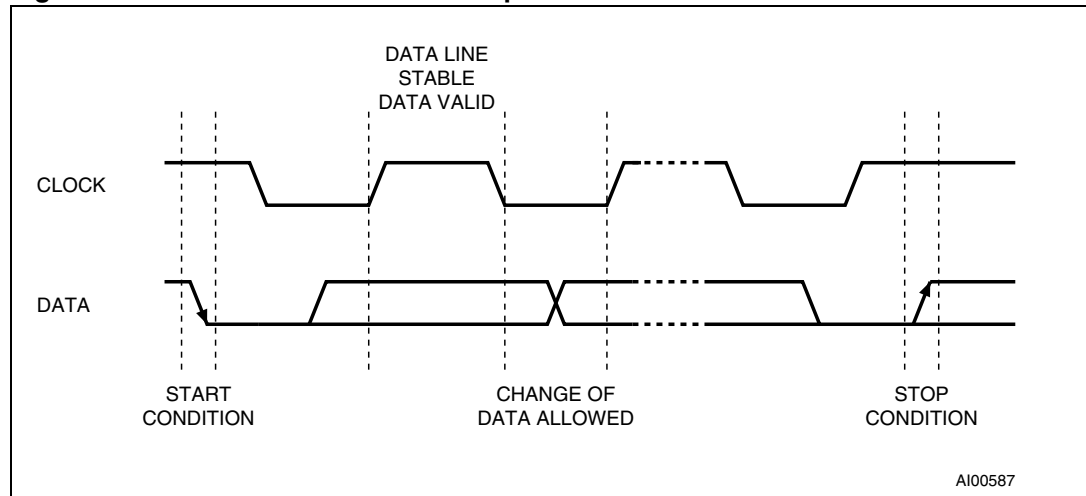 DATA LINE
STABLE
DATA VALID
CLOCK
DATA
START
CONDITION
CHANGE OF
DATA ALLOWED
STOP
CONDITION
AI00587